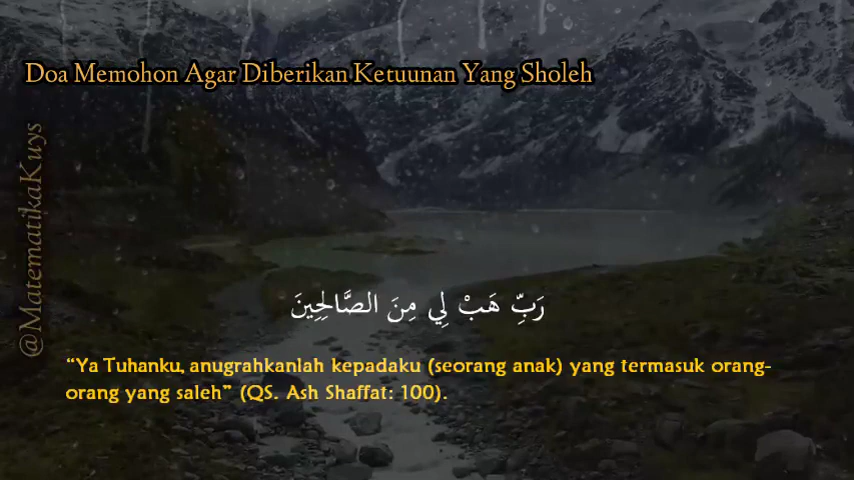 Doa Memohon Agar Diberikan Ketuunan Yang Sholeh
@MatematikaKuys
رَبِّ هَبْ لِي مِنَ الصَّالِحِينَ
“Ya Tuhanku, anugrahkanlah kepadaku (seorang anak) yang termasuk orang-
orang yang saleh” (QS. Ash Shaffat: 100).